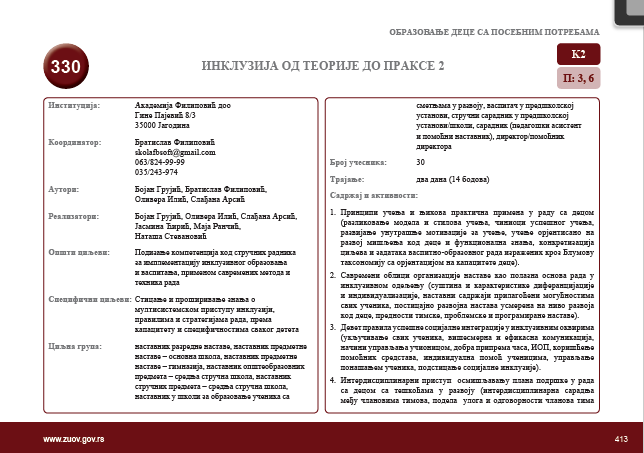 ОБРАЗОВАЊЕ ДЕЦЕ СА ПОСЕБНИМ ПОТРЕБАМА
330
ИНКЛУЗИЈА ОД ТЕОРИЈЕ ДО ПРАКСЕ 2
К2
П: 3, 6
Институција: Академија Филиповић доо
Гине Пајевић 8/3
35000 Јагодина
Координатор: Братислав Филиповић
skolafbsoft@gmail.com
063/824-99-99
035/243-974
Аутори: Бојан Грујић, Братислав Филиповић,
Оливера Илић, Слађана Арсић
Реализатори: Бојан Грујић, Оливера Илић, Слађана Арсић,
Јасмина Ћирић, Маја Ранчић,
Наташа Стевановић
Општи циљеви: Подизање компетенција код стручних радника
за имплементацију инклузивног образовања
и васпитања, применом савремених метода и
техника рада
Специфични циљеви: Стицање и проширивање знања о
мултисистемском приступу инклузији,
правилима и стратегијама рада, према
капацитету и специфичностима сваког детета
Циљна група: наставник разредне наставе, наставник предметне
наставе – основна школа, наставник предметне
наставе – гимназија, наставник општеобразовних
предмета – средња стручна школа, наставник
стручних предмета – средња стручна школа,
наставник у школи за образовање ученика са
сметњама у развоју, васпитач у предшколској
установи, стручни сарадник у предшколској
установи/школи, сарадник (педагошки асистент
и помоћни наставник), директор/помоћник
директора
Број учесника: 30
Трајање: два дана (14 бодова)
Садржај и активности:
1. Принципи учења и њихова практична примена у раду са децом
(разликовање модела и стилова учења, чиниоци успешног учења,
развијање унутрашње мотивације за учење, учење орјентисано на
развој мишљења код деце и функционална знања, конкретизација
циљева и задатака васпитно-образовног рада изражених кроз Блумову
таксономију са орјентацијом на капацитете деце).
2. Савремени облици организације наставе као полазна основа рада у
инклузивном одељењу (суштина и карактеристике диференцијације
и индивидуализације, наставни садржаји прилагођени могућностима
свих ученика, постицајно развојна настава усмерена на ниво развоја
код деце, предности тимске, проблемске и програмиране наставе).
3. Девет правила успешне социјалне интеграције у инклузивним оквирима
(укључивање свих ученика, вишесмерна и ефикасна комуникација,
начини управљања учионицом, добра припрема часа, ИОП, коришћење
помоћних средстава, индивидуална помоћ ученицима, управљање
понашањем ученика, подстицање социјалне инклузије).
4. Интердисциплинарни приступ осмишљавању плана подршке у рада
са децом са тешкоћама у развоју (интердисциплинарна сарадња
међу члановима тимова, подела улога и одговорности чланова тима
www.zuov.gov.rs
413